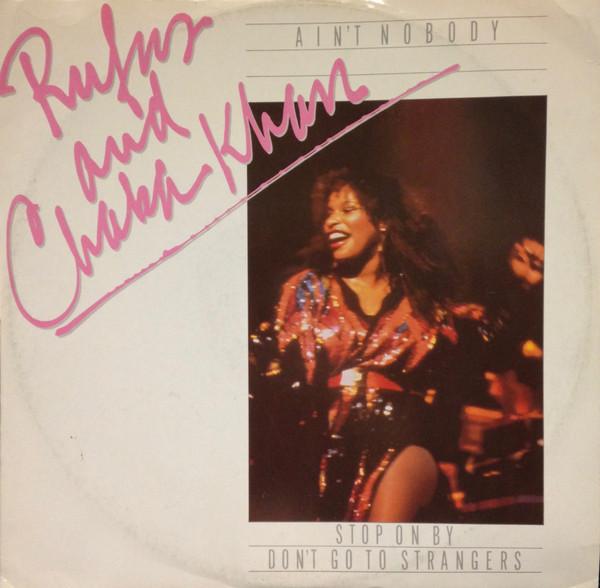 Rufus
and
Chaka Khan
AIN'T NOBODY
STOP ON BY
DON'T GO TO STRANGERS